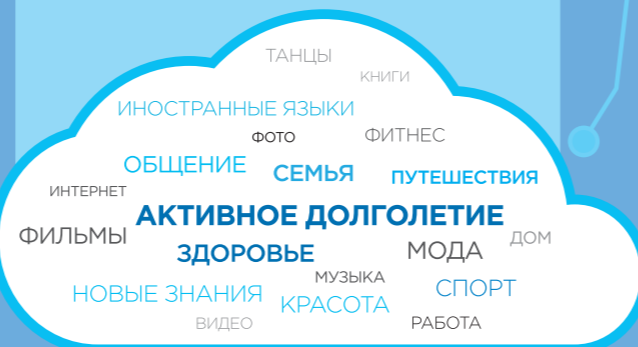 ТАНЦЫ
КНИГИ
ИНОСТРАННЫЕ ЯЗЫКИ
ФОТО
ФИТНЕС
ОБЩЕНИЕ
СЕМЬЯ
ПУТЕШЕСТВИЯ
ИНТЕРНЕТ
АКТИВНОЕ ДОЛГОЛЕТИЕ
ФИЛЬМЫ
ЗДОРОВЬЕ
МОДА
ДОМ
МУЗЫКА
НОВЫЕ ЗНАНИЯ
КРАСОТА
СПОРТ
ВИДЕО
РАБОТА